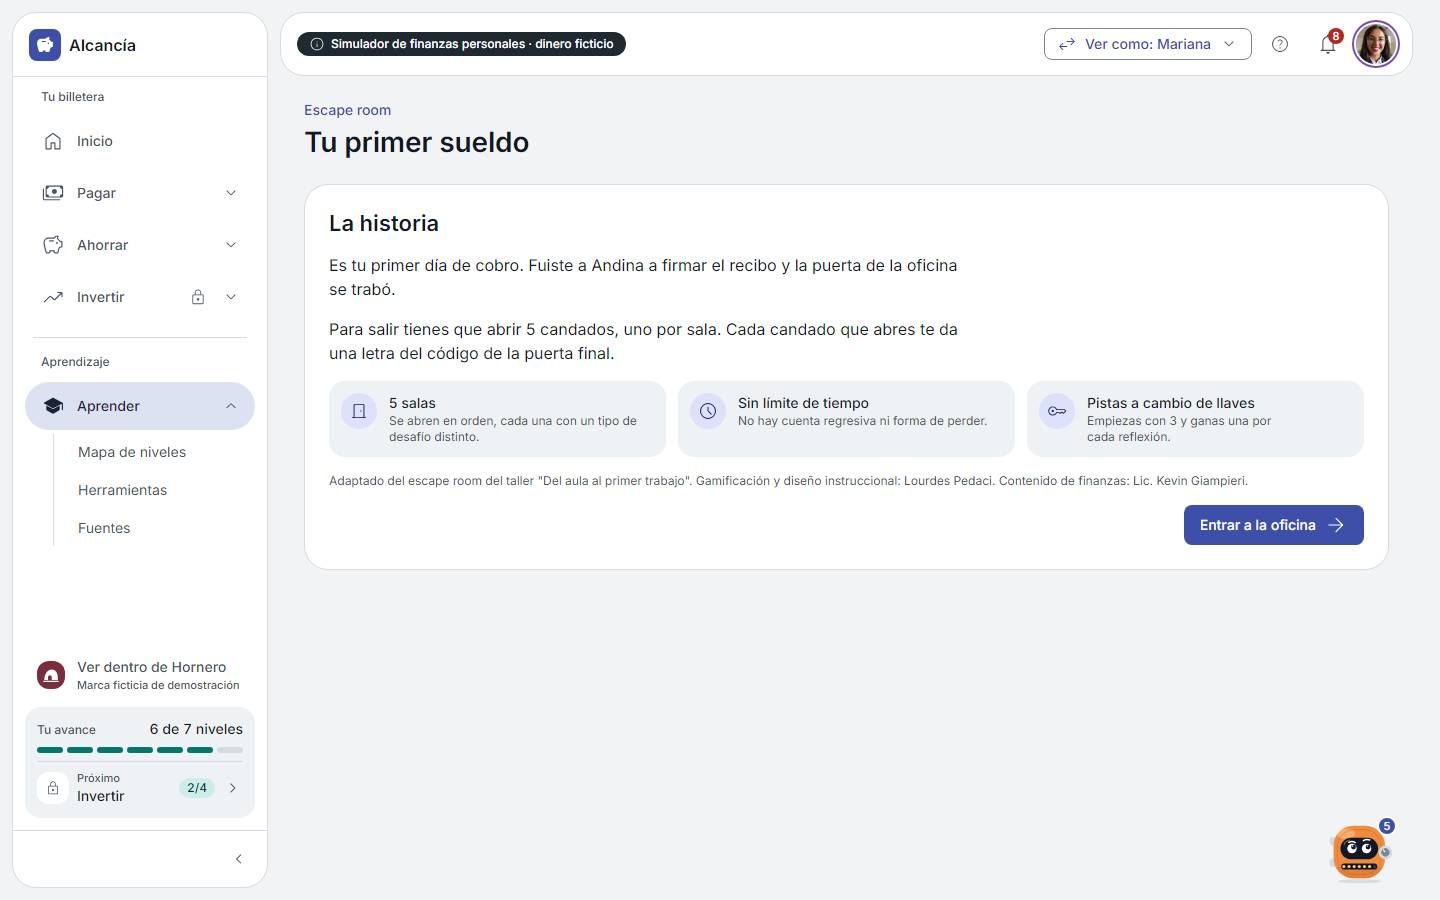 Alcancía
Simulador de finanzas personales · dinero ficticio
Ver como: Mariana
8
Tu billetera
Inicio
Pagar
Ahorrar
Invertir
Aprendizaje
Aprender
Mapa de niveles
Herramientas
Fuentes
Ver dentro de Hornero
Marca ficticia de demostración
Tu avance
6 de 7 niveles
Próximo
Invertir
2/4
Escape room
Tu primer sueldo
La historia
Es tu primer día de cobro. Fuiste a Andina a firmar el recibo y la puerta de la oficina
se trabó.
Para salir tienes que abrir 5 candados, uno por sala. Cada candado que abres te da
una letra del código de la puerta final.
5 salas
Se abren en orden, cada una con un tipo de
desafío distinto.
Sin límite de tiempo
No hay cuenta regresiva ni forma de perder.
Pistas a cambio de llaves
Empiezas con 3 y ganas una por
cada reflexión.
Adaptado del escape room del taller "Del aula al primer trabajo". Gamificación y diseño instruccional: Lourdes Pedaci. Contenido de finanzas: Lic. Kevin Giampieri.
Entrar a la oficina
5